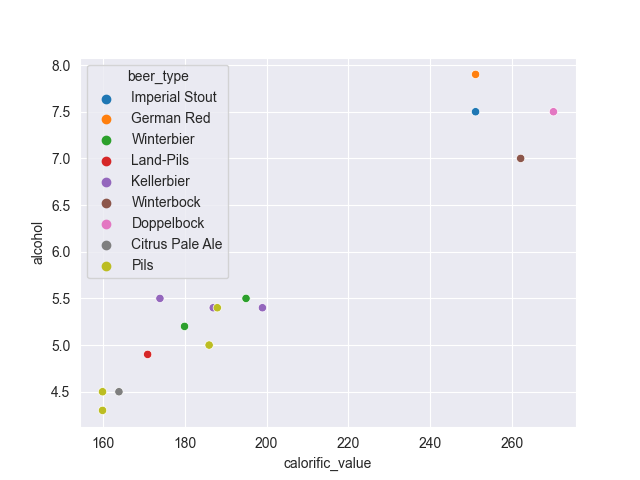 8.0
7.5
7.0
6.5
6.0
5.5
5.0
4.5
alcohol
beer_type
Imperial Stout
German Red
Winterbier
Land-Pils
Kellerbier
Winterbock
Doppelbock
Citrus Pale Ale
Pils
160 180 200 220 240 260
calorific_value